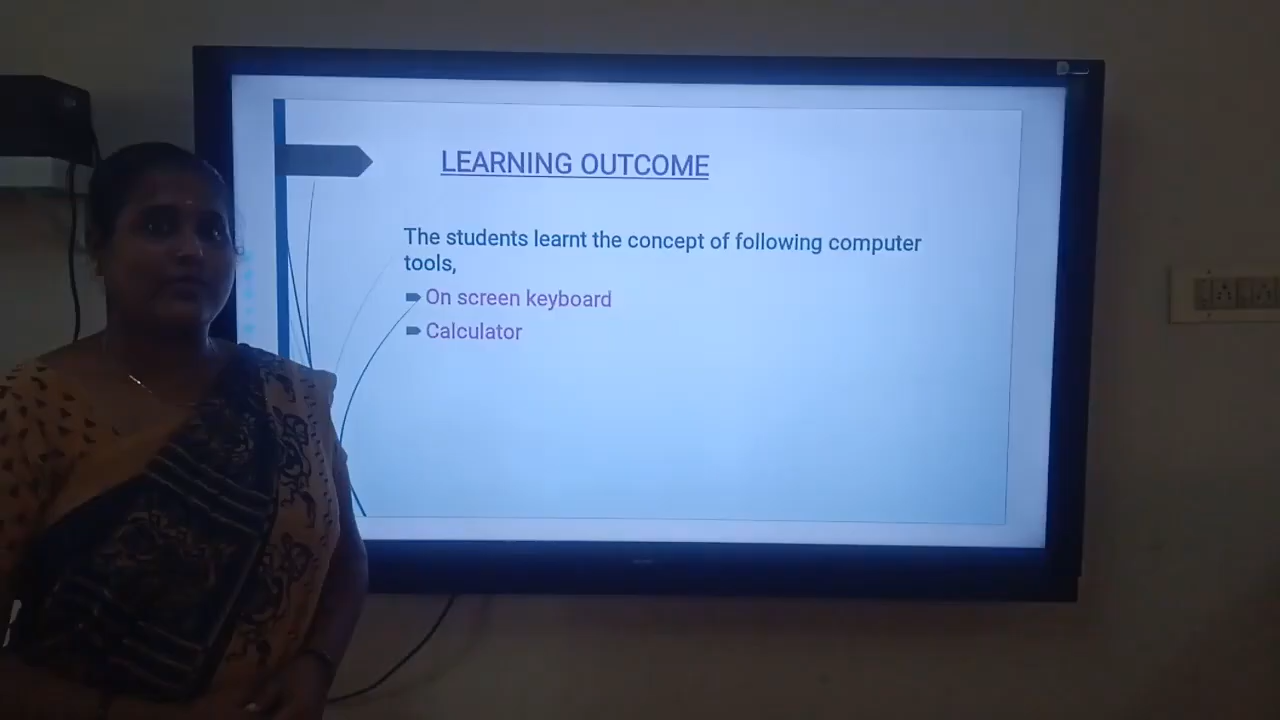 LEARNING OUTCOME
The students learnt the concept of following computer
tools,
On screen keyboard
Calculator